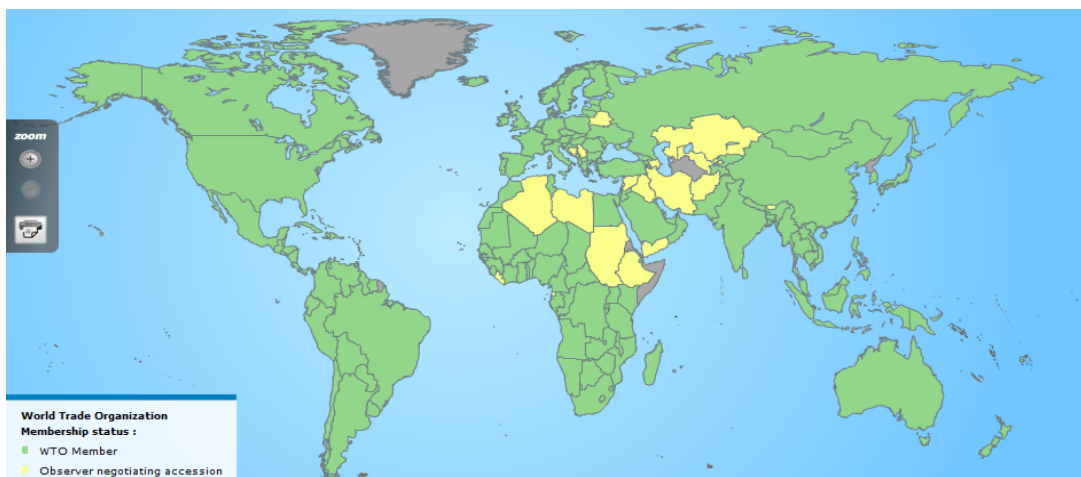 zoom
World Trade Organization
Membership status :
WTO Member
Observer negotiating accession